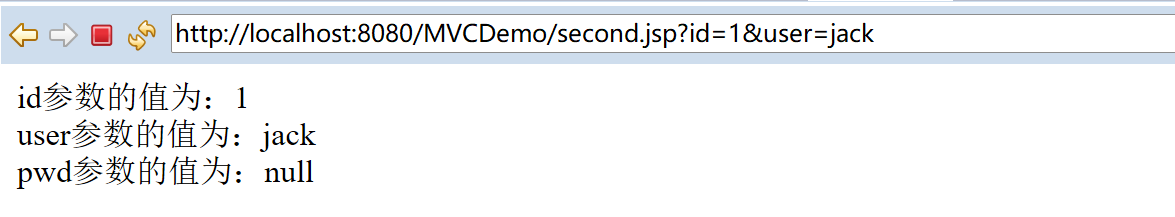 http://localhost:8080/MVCDemo/second.jsp?id=1&user=jack
id参数的值为：1
user参数的值为：jack
pwd参数的值为：null